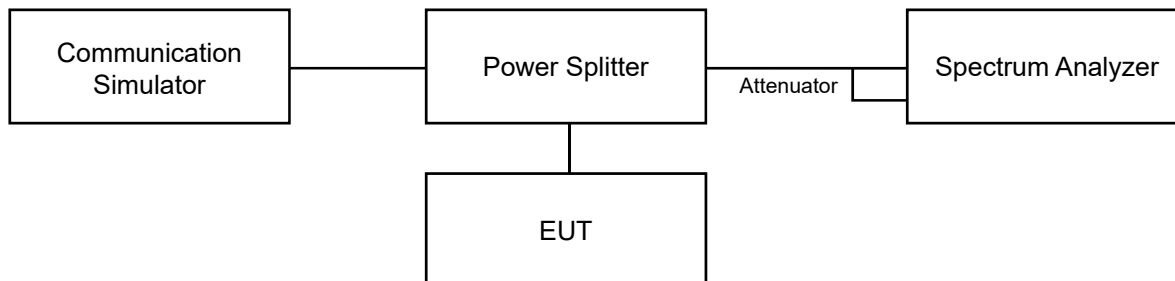 Communication
Simulator
Power Splitter
Attenuator
Spectrum Analyzer
EUT